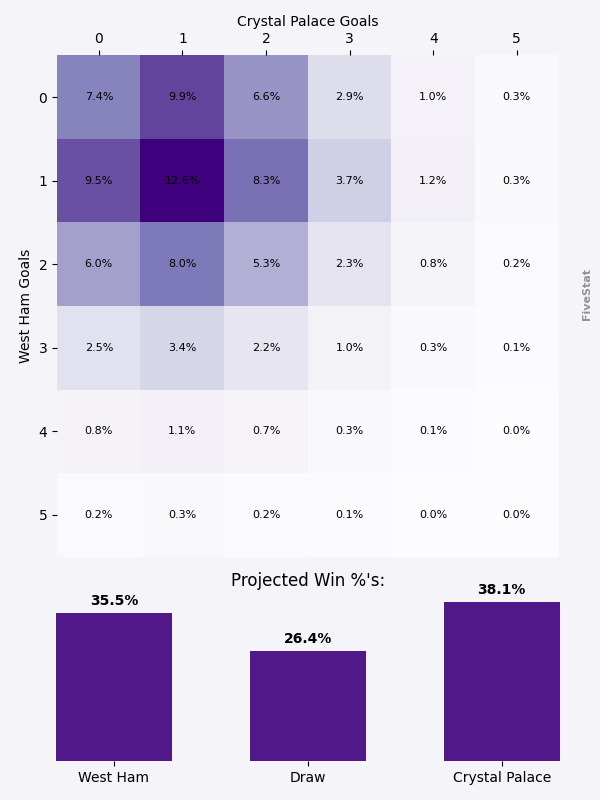 Crystal Palace Goals
0 1 2 3 4 5
0 7.4% 9.9% 6.6% 2.9% 1.0% 0.3%
1 9.5% 12.6% 8.3% 3.7% 1.2% 0.3%
2 6.0% 8.0% 5.3% 2.3% 0.8% 0.2%
3 2.5% 3.4% 2.2% 1.0% 0.3% 0.1%
4 0.8% 1.1% 0.7% 0.3% 0.1% 0.0%
5 0.2% 0.3% 0.2% 0.1% 0.0% 0.0%
West Ham Goals
FiveStat
Projected Win %'s:
35.5% 26.4% 38.1%
West Ham Draw Crystal Palace